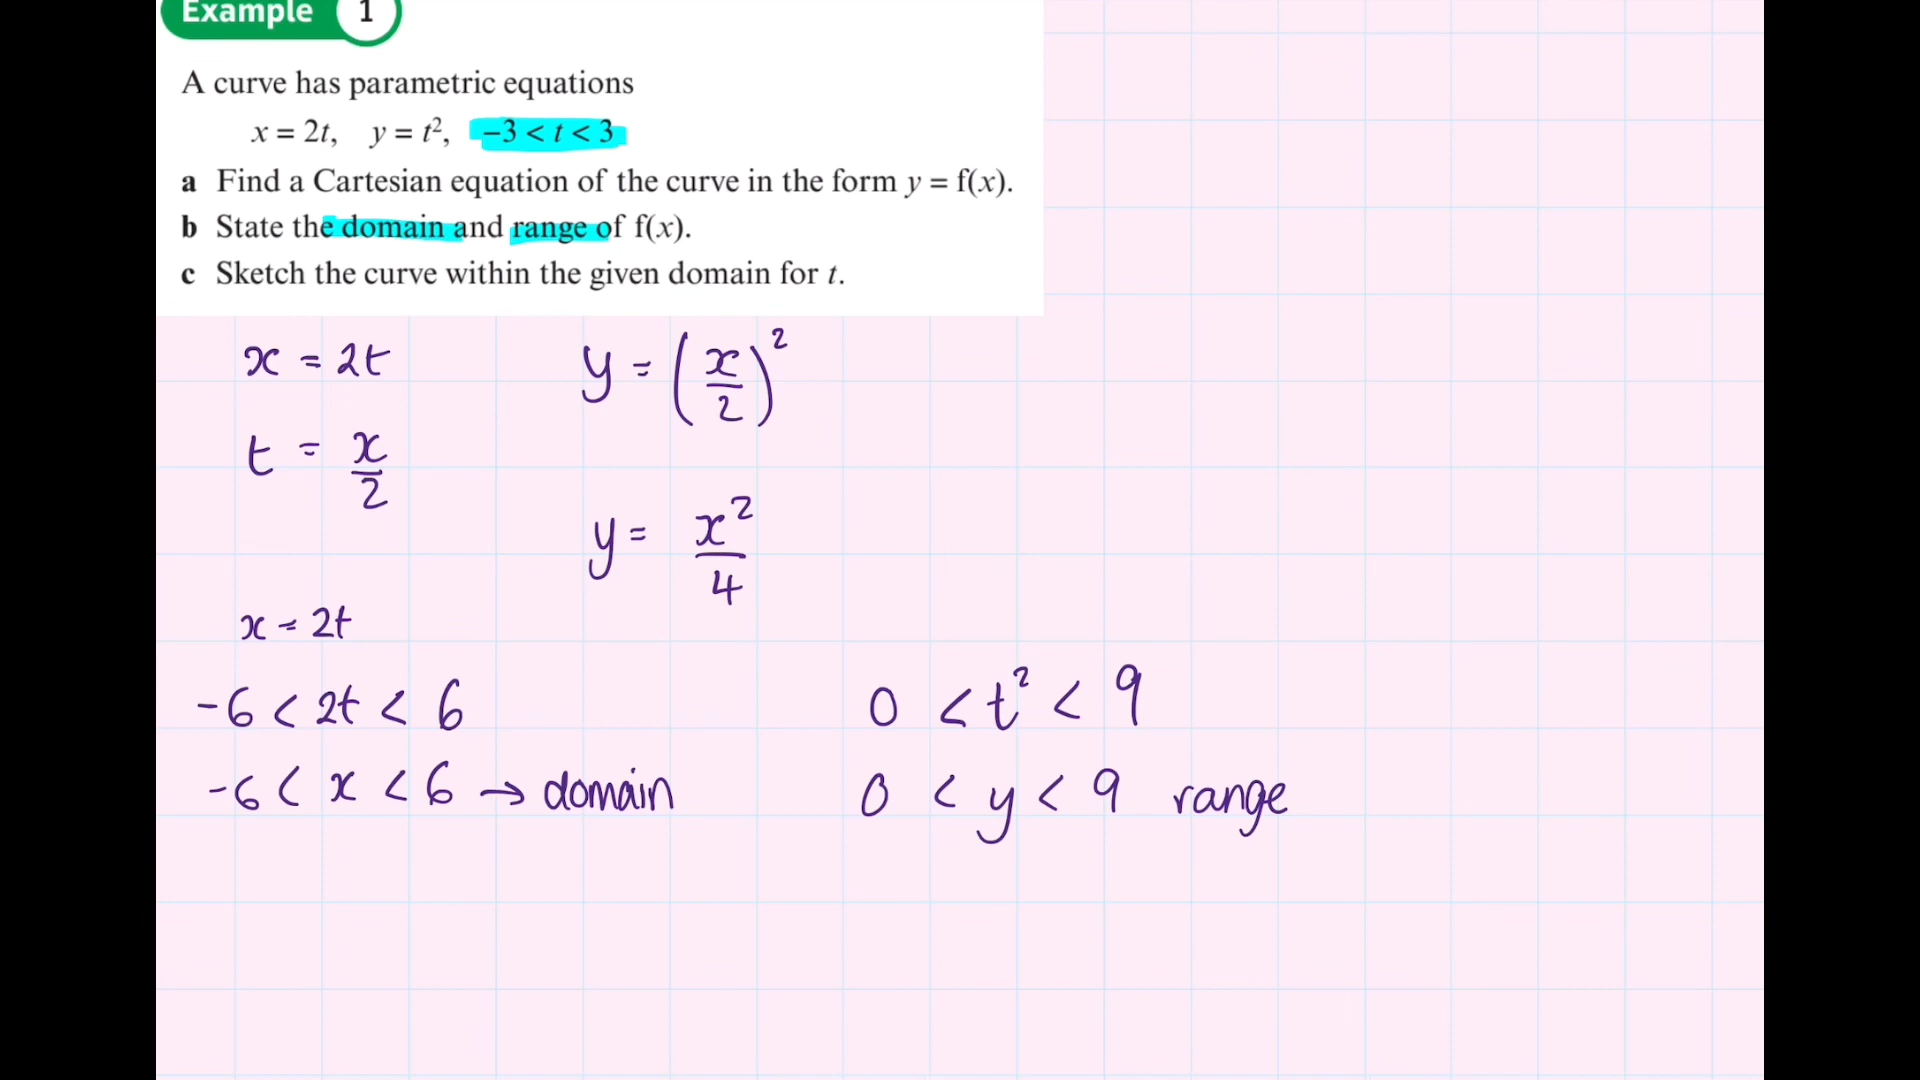 Example 1
A curve has parametric equations
x = 2t, y = t², −3 < t < 3
a Find a Cartesian equation of the curve in the form y = f(x).
b State the domain and range of f(x).
c Sketch the curve within the given domain for t.
x = 2t
t = x/2
y = (x/2)²
y = x²/4
x = 2t
-6 < 2t < 6
-6 < x < 6 → domain
0 < t² < 9
0 < y < 9 range